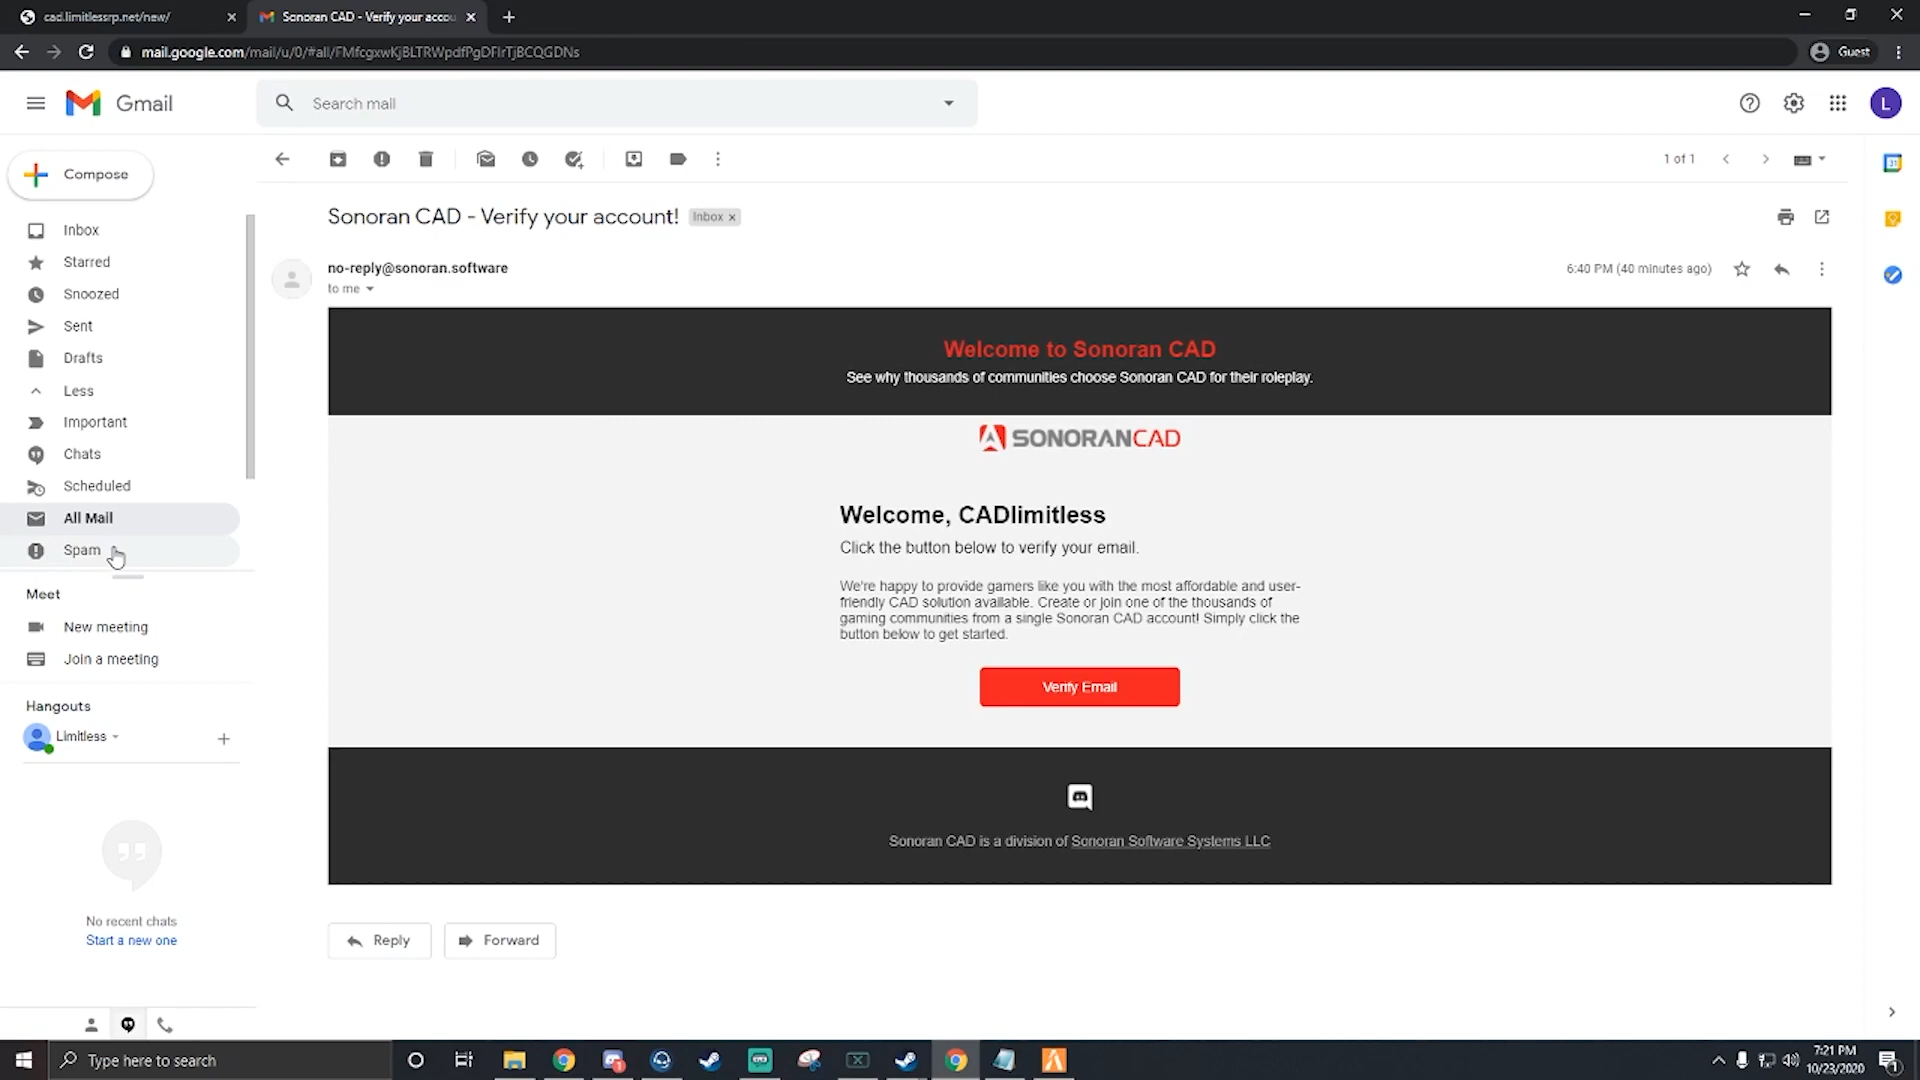 cad.limitlessrp.net/new/
Sonoran CAD - Verify your accou
mail.google.com/mail/u/0/#all/FMfcgxwKjBLTRWpdfPgDFIrTjBCQGDNs
Guest
Gmail
Search mail
L
Compose
1 of 1
31
Inbox
Starred
Snoozed
Sent
Drafts
Less
Important
Chats
Scheduled
All Mail
Spam
Meet
New meeting
Join a meeting
Hangouts
Limitless
No recent chats
Start a new one
Sonoran CAD - Verify your account!
Inbox x
no-reply@sonoran.software
6:40 PM (40 minutes ago)
to me
Welcome to Sonoran CAD
See why thousands of communities choose Sonoran CAD for their roleplay.
SONORANCAD
Welcome, CADlimitless
Click the button below to verify your email.
We're happy to provide gamers like you with the most affordable and user-
friendly CAD solution available. Create or join one of the thousands of
gaming communities from a single Sonoran CAD account! Simply click the
button below to get started.
Verify Email
Sonoran CAD is a division of Sonoran Software Systems LLC
Reply
Forward
Type here to search
7:21 PM
10/23/2020
1